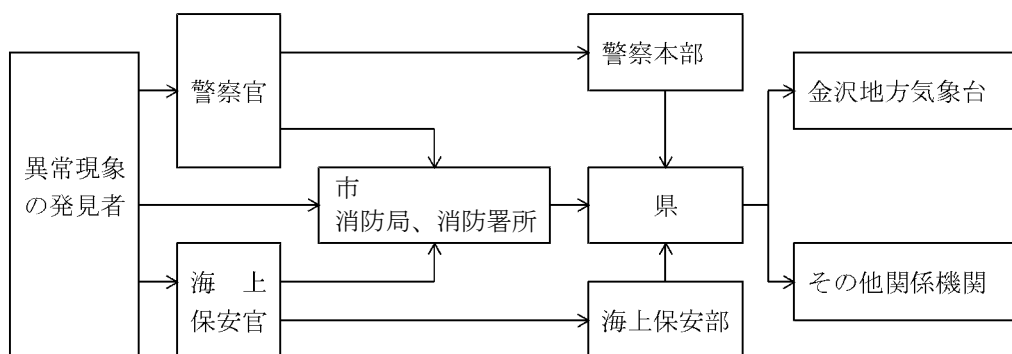 異常現象
の発見者
警察官
海　上
保安官
市
消防局、消防署所
警察本部
県
海上保安部
金沢地方気象台
その他関係機関